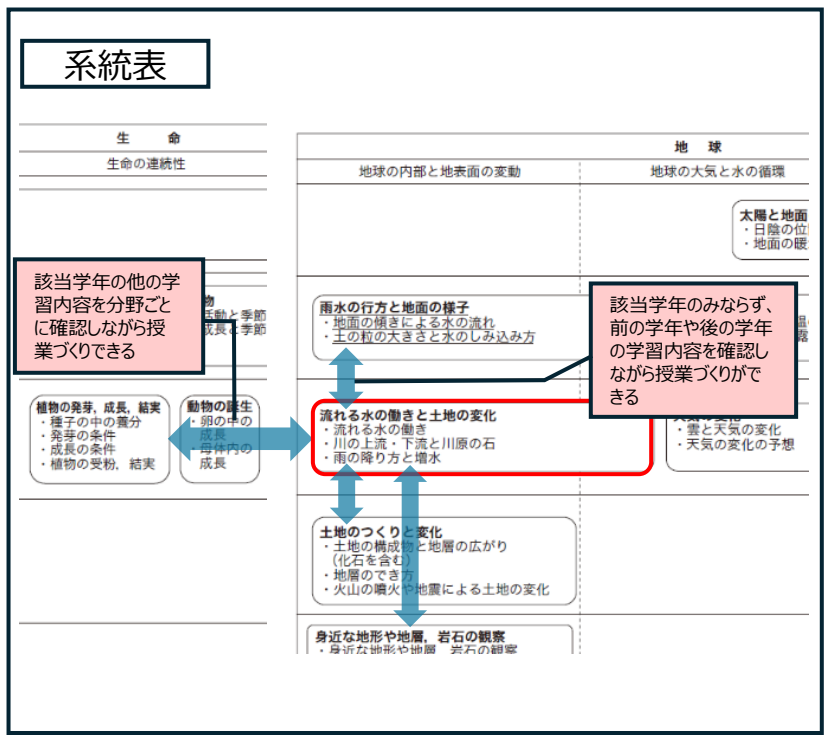 系統表
生　命
生命の連続性
地　球
地球の内部と地表面の変動
地球の大気と水の循環
太陽と地面
・日陰の位
・地面の暖
該当学年の他の学
習内容を分野ごと
に確認しながら授
業づくりできる
物
活動と季節
成長と季節
雨水の行方と地面の様子
・地面の傾きによる水の流れ
・土の粒の大きさと水のしみ込み方
該当学年のみならず、
前の学年や後の学年
の学習内容を確認し
ながら授業づくりがで
きる
植物の発芽，成長，結実
・種子の中の養分
・発芽の条件
・成長の条件
・植物の受粉，結実
動物の誕生
・卵の中の
成長
・母体内の
成長
流れる水の働きと土地の変化
・流れる水の働き
・川の上流・下流と川原の石
・雨の降り方と増水
・雲と天気の変化
・天気の変化の予想
土地のつくりと変化
・土地の構成物と地層の広がり
（化石を含む）
・地層のでき方
・火山の噴火や地震による土地の変化
身近な地形や地層，岩石の観察
・身近な地形や地層，岩石の観察